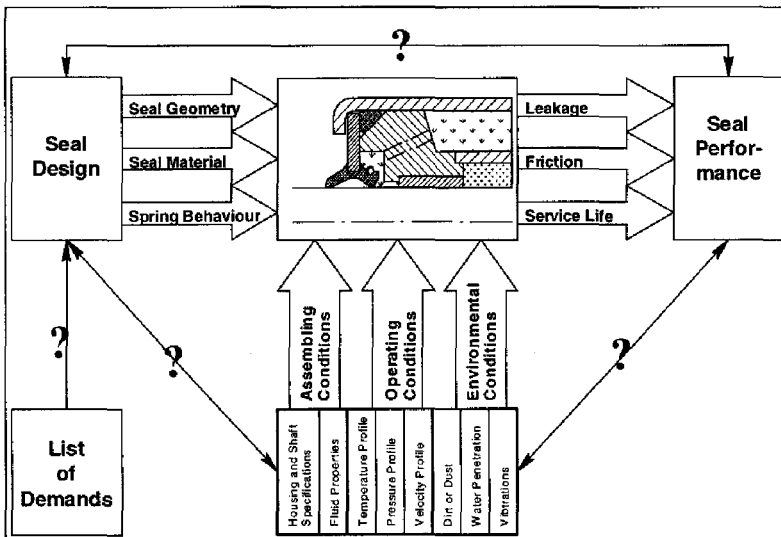 ?
Seal
Design
Seal Geometry
Seal Material
Spring Behaviour
Leakage
Friction
Service Life
Seal
Perfor-
mance
?
?
?
Assembling
Conditions
Operating
Conditions
Environmental
Conditions
List
of
Demands
Housing and Shaft
Specifications
Fluid Properties
Temperature Profile
Pressure Profile
Velocity Profile
Dirt or Dust
Water Penetration
Vibtrations